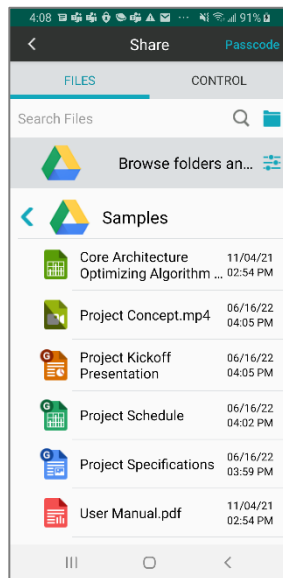 4:08 91%
Share Passcode
FILES CONTROL
Search Files
Browse folders an...
Samples
Core Architecture 11/04/21
Optimizing Algorithm ... 02:54 PM
Project Concept.mp4 06/16/22
04:05 PM
Project Kickoff 06/16/22
Presentation 04:05 PM
G
Project Schedule 06/16/22
04:02 PM
G
Project Specifications 06/16/22
03:59 PM
G
User Manual.pdf 11/04/21
02:54 PM